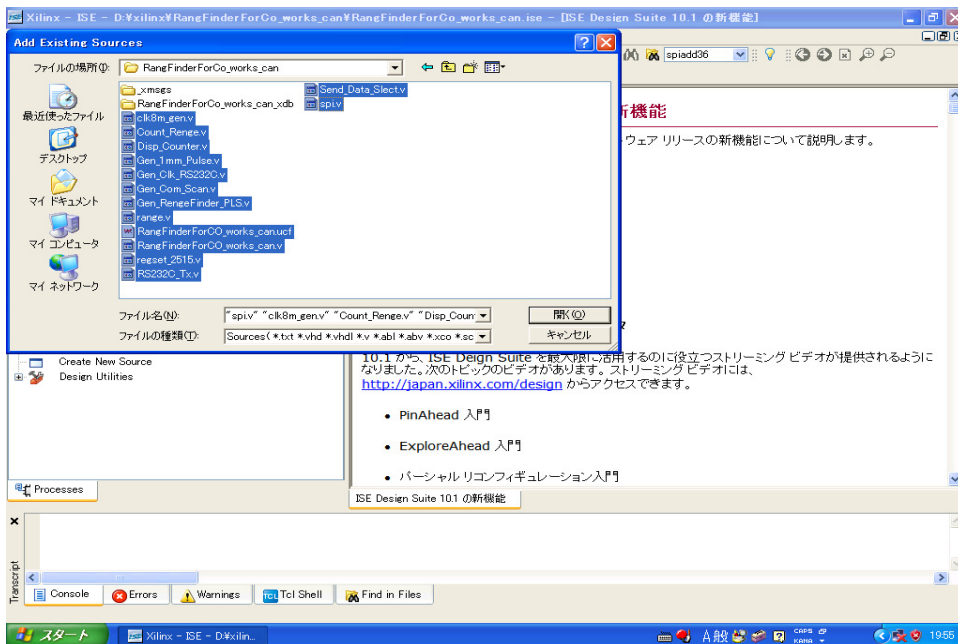 Xilinx - ISE - D:¥xilinx¥RangFinderForCo_works_can¥RangFinderForCo_works_can.ise - [ISE Design Suite 10.1 の新機能]
Add Existing Sources
ファイルの場所(I):
RangFinderForCo_works_can
spiadd36
最近使ったファイル
デスクトップ
マイ ドキュメント
マイ コンピュータ
マイ ネットワーク
_xmsgs
RangFinderForCo_works_can_xdb
clk8m_gen.v
Count_Renge.v
Disp_Counter.v
Gen_1mm_Pulse.v
Gen_Clk_RS232C.v
Gen_Com_Scan.v
Gen_RengeFinder_PLS.v
range.v
RangFinderForCO_works_can.ucf
RangFinderForCO_works_can.v
regset_2515.v
RS232C_Tx.v
Send_Data_Slect.v
spi.v
ファイル名(N):
"spi.v" "clk8m_gen.v" "Count_Renge.v" "Disp_Coun
開く(O)
ファイルの種類(T):
Sources( *.txt *.vhd *.vhdl *.v *.abl *.abv *.xco *.sc
キャンセル
新機能
ウェア リリースの新機能について説明します。
Create New Source
Design Utilities
10.1 から、ISE Deign Suite を最大限に活用するのに役立つストリーミング ビデオが提供されるように
なりました。次のトピックのビデオがあります。ストリーミング ビデオには、
http://japan.xilinx.com/design からアクセスできます。
• PinAhead 入門
• ExploreAhead 入門
• パーシャル リコンフィギュレーション入門
Processes
ISE Design Suite 10.1 の新機能
Transcript
Console
Errors
Warnings
TCL
Tcl Shell
Find in Files
スタート
Xilinx - ISE - D:¥xilin...
A 般
CAPS
KANA
19:55